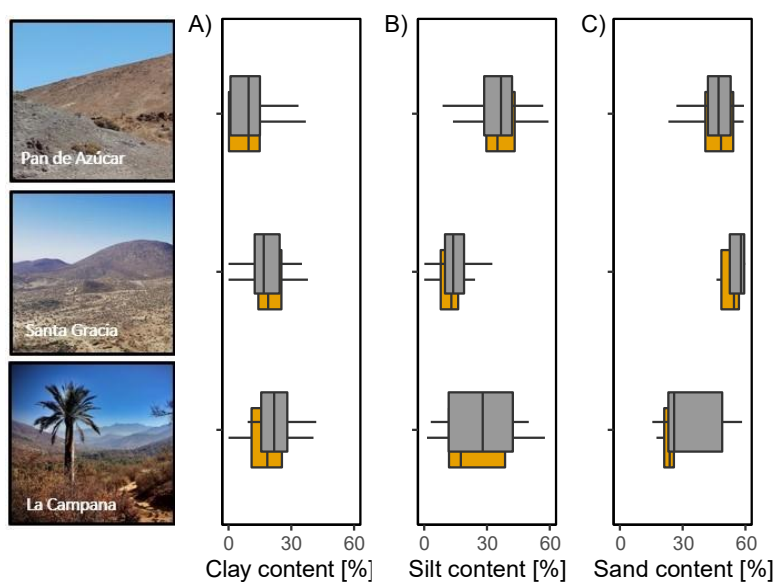 A) B) C)
Pan de Azúcar
Santa Gracia
La Campana
0 30 60 0 30 60 0 30 60
Clay content [%] Silt content [%] Sand content [%]